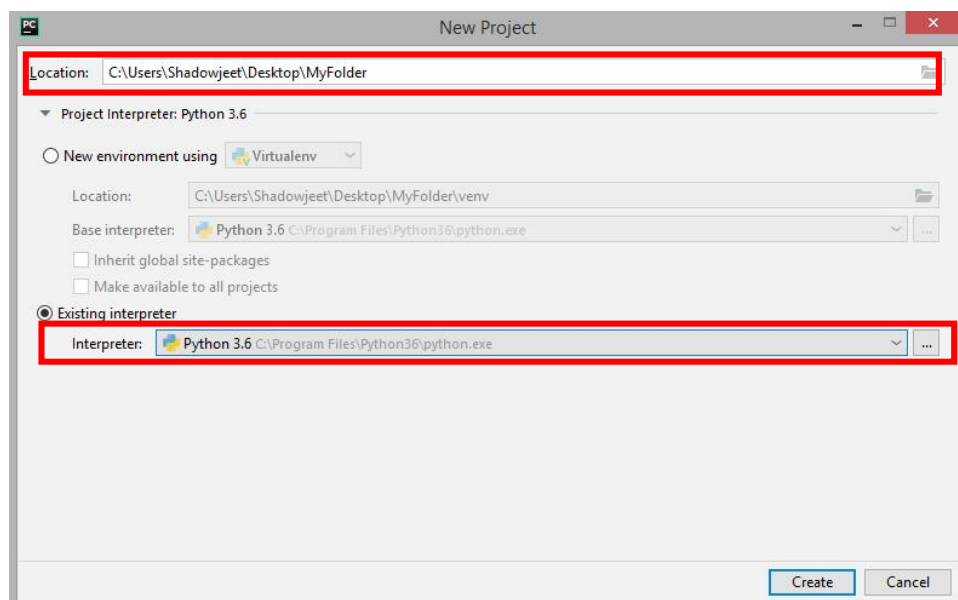 PC
New Project
Location: C:\Users\Shadowjeet\Desktop\MyFolder
Project Interpreter: Python 3.6
New environment using Virtualenv
Location: C:\Users\Shadowjeet\Desktop\MyFolder\venv
Base interpreter: Python 3.6 C:\Program Files\Python36\python.exe ...
Inherit global site-packages
Make available to all projects
Existing interpreter
Interpreter: Python 3.6 C:\Program Files\Python36\python.exe ...
Create Cancel